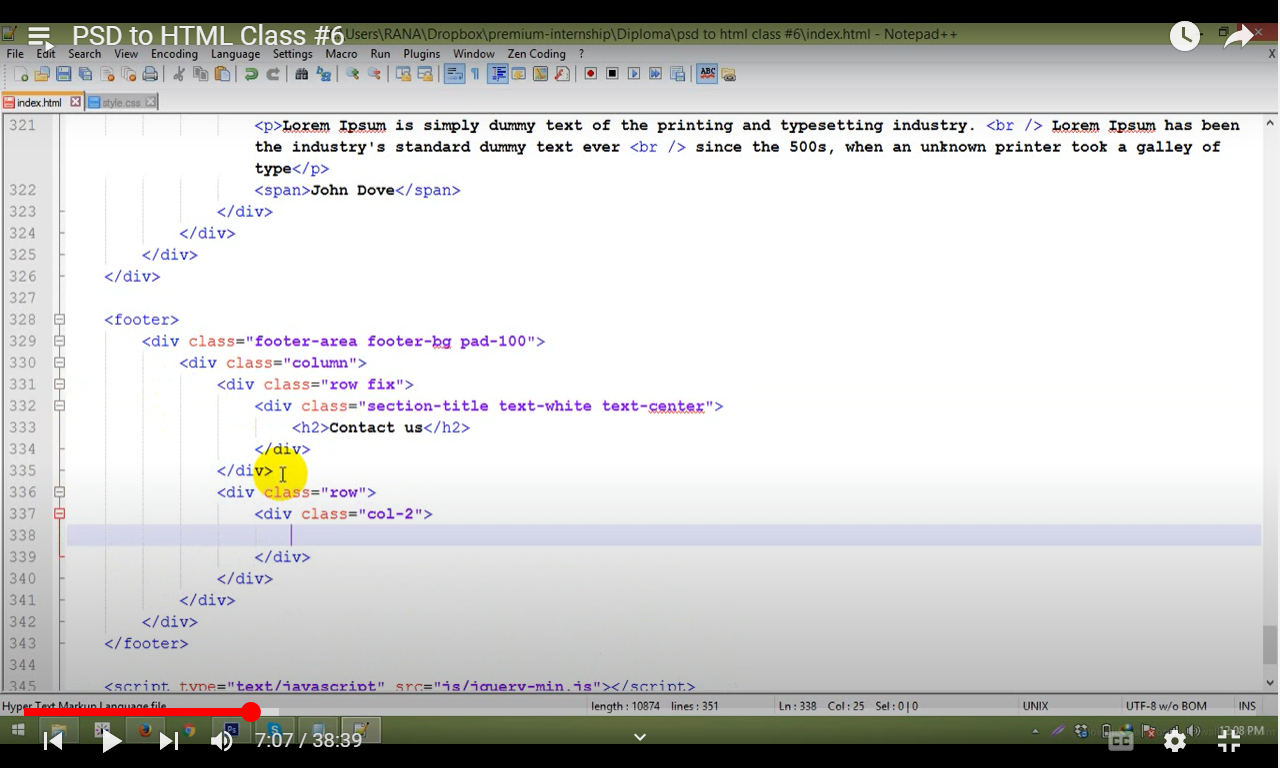 PSD to HTML Class #6
Users\RANA\Dropbox\premium-internship\Diploma\psd to html class #6\index.html - Notepad++
File Edit Search View Encoding Language Settings Macro Run Plugins Window Zen Coding ? X
ABC
index.html style.css
321 <p>Lorem Ipsum is simply dummy text of the printing and typesetting industry. <br /> Lorem Ipsum has been
the industry's standard dummy text ever <br /> since the 500s, when an unknown printer took a galley of
type</p>
322 <span>John Dove</span>
323 </div>
324 </div>
325 </div>
326 </div>
327
328 <footer>
329 <div class="footer-area footer-bg pad-100">
330 <div class="column">
331 <div class="row fix">
332 <div class="section-title text-white text-center">
333 <h2>Contact us</h2>
334 </div>
335 </div>
336 <div class="row">
337 <div class="col-2">
338
339 </div>
340 </div>
341 </div>
342 </div>
343 </footer>
344
345 <script type="text/javascript" src="js/jquery-min.js"></script>
Hyper Text Markup Language file length : 10874 lines : 351 Ln : 338 Col : 25 Sel : 0 | 0 UNIX UTF-8 w/o BOM INS
7:07 / 38:39 CC 12:08 PM